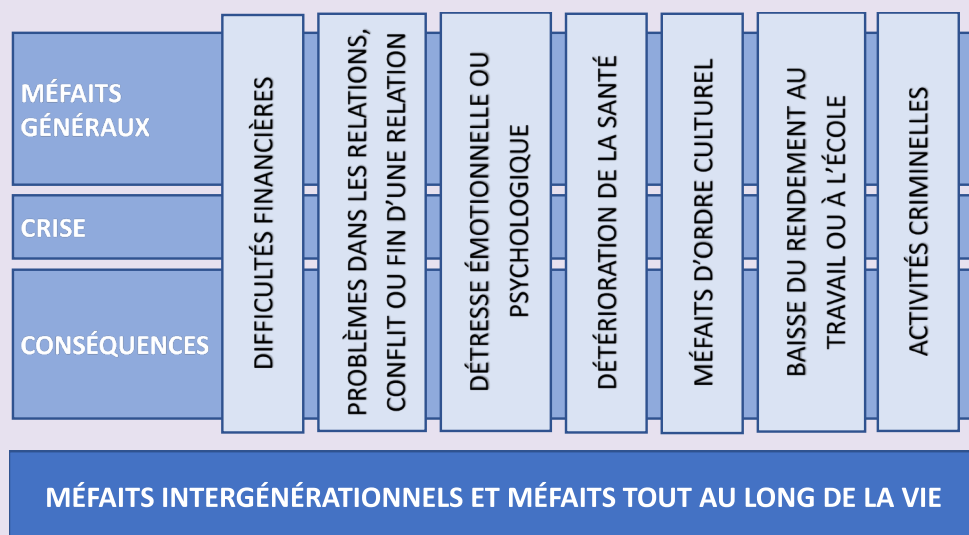 MÉFAITS
GÉNÉRAUX
CRISE
CONSÉQUENCES
DIFFICULTÉS FINANCIÈRES
PROBLÈMES DANS LES RELATIONS,
CONFLIT OU FIN D'UNE RELATION
DÉTRESSE ÉMOTIONNELLE OU
PSYCHOLOGIQUE
DÉTÉRIORATION DE LA SANTÉ
MÉFAITS D'ORDRE CULTUREL
BAISSE DU RENDEMENT AU
TRAVAIL OU À L'ÉCOLE
ACTIVITÉS CRIMINELLES
MÉFAITS INTERGÉNÉRATIONNELS ET MÉFAITS TOUT AU LONG DE LA VIE